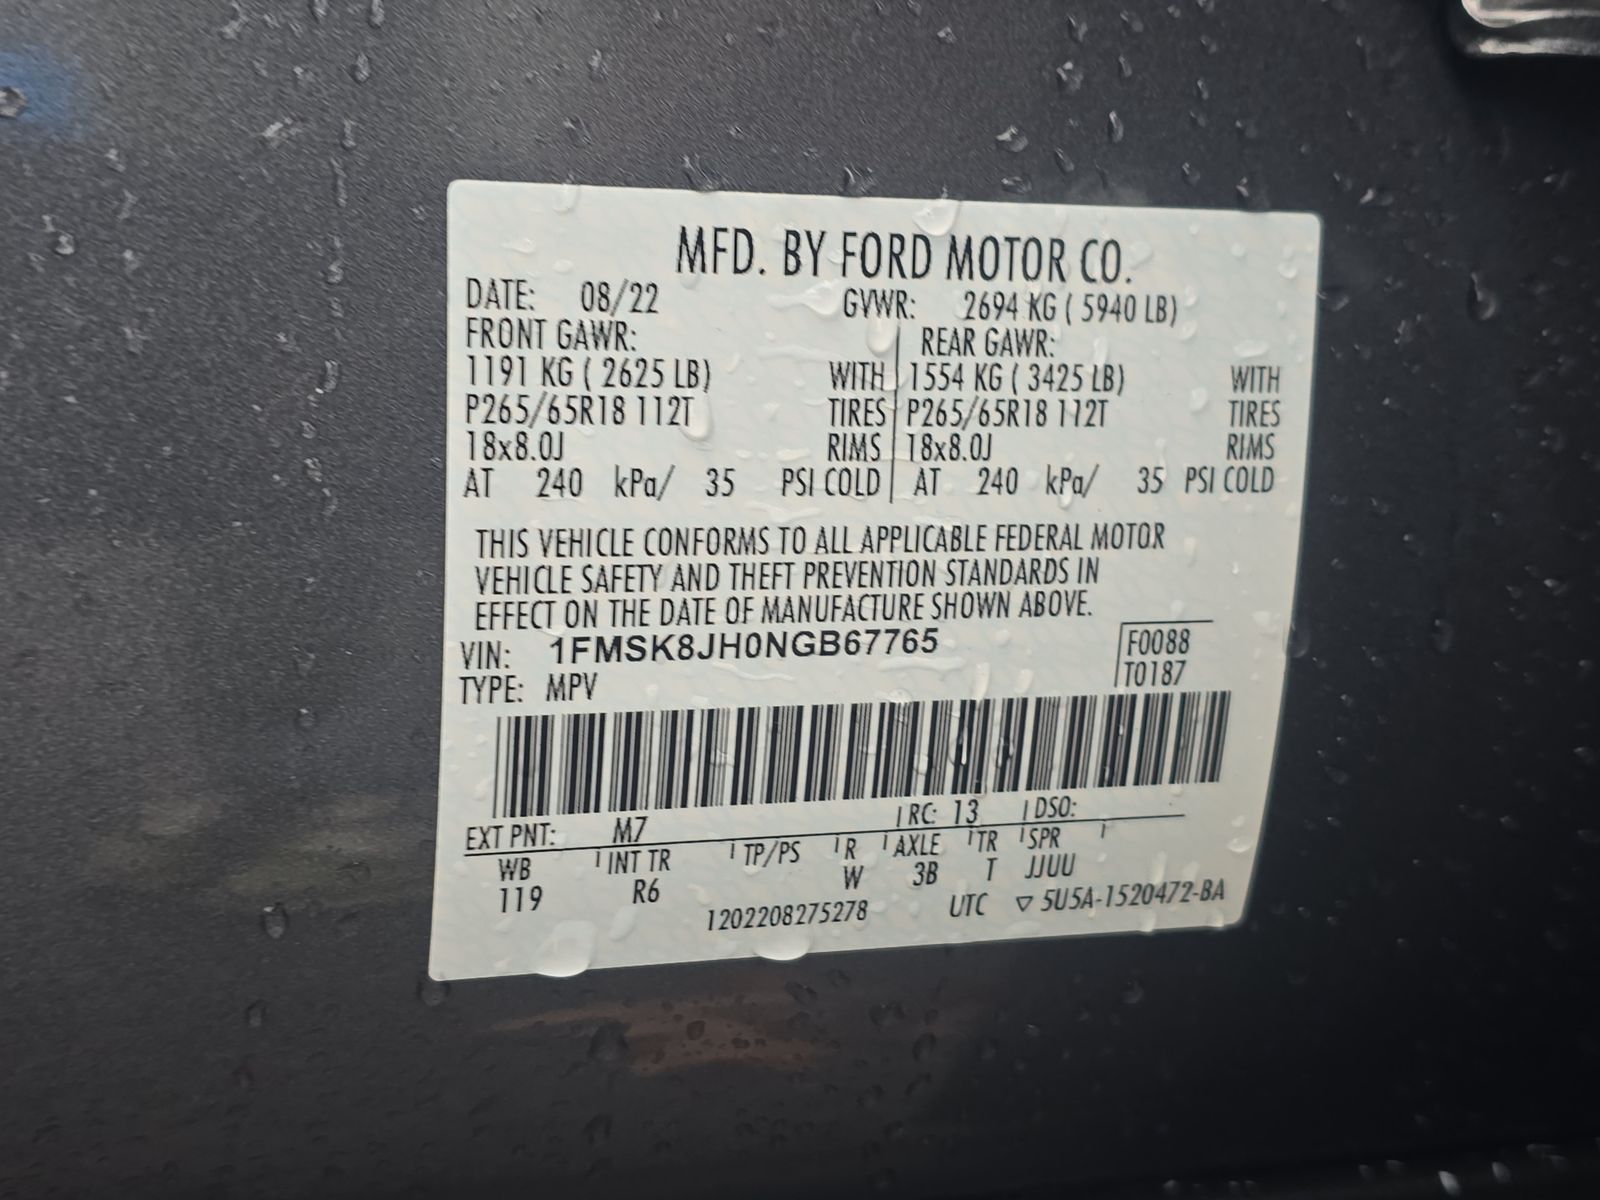 MFD. BY FORD MOTOR CO.
DATE: 08/22 GVWR: 2694 KG ( 5940 LB)
FRONT GAWR: REAR GAWR:
1191 KG ( 2625 LB) WITH 1554 KG ( 3425 LB) WITH
P265/65R18 112T TIRES P265/65R18 112T TIRES
18x8.0J RIMS 18x8.0J RIMS
AT 240 kPa/ 35 PSI COLD AT 240 kPa/ 35 PSI COLD
THIS VEHICLE CONFORMS TO ALL APPLICABLE FEDERAL MOTOR
VEHICLE SAFETY AND THEFT PREVENTION STANDARDS IN
EFFECT ON THE DATE OF MANUFACTURE SHOWN ABOVE.
VIN: 1FMSK8JH0NGB67765 F0088
TYPE: MPV T0187
EXT PNT: M7 RC: 13 DSO:
WB INT TR TP/PS R AXLE TR SPR
119 R6 W 3B T JJUU
1202208275278 UTC ▽ 5U5A-1520472-BA